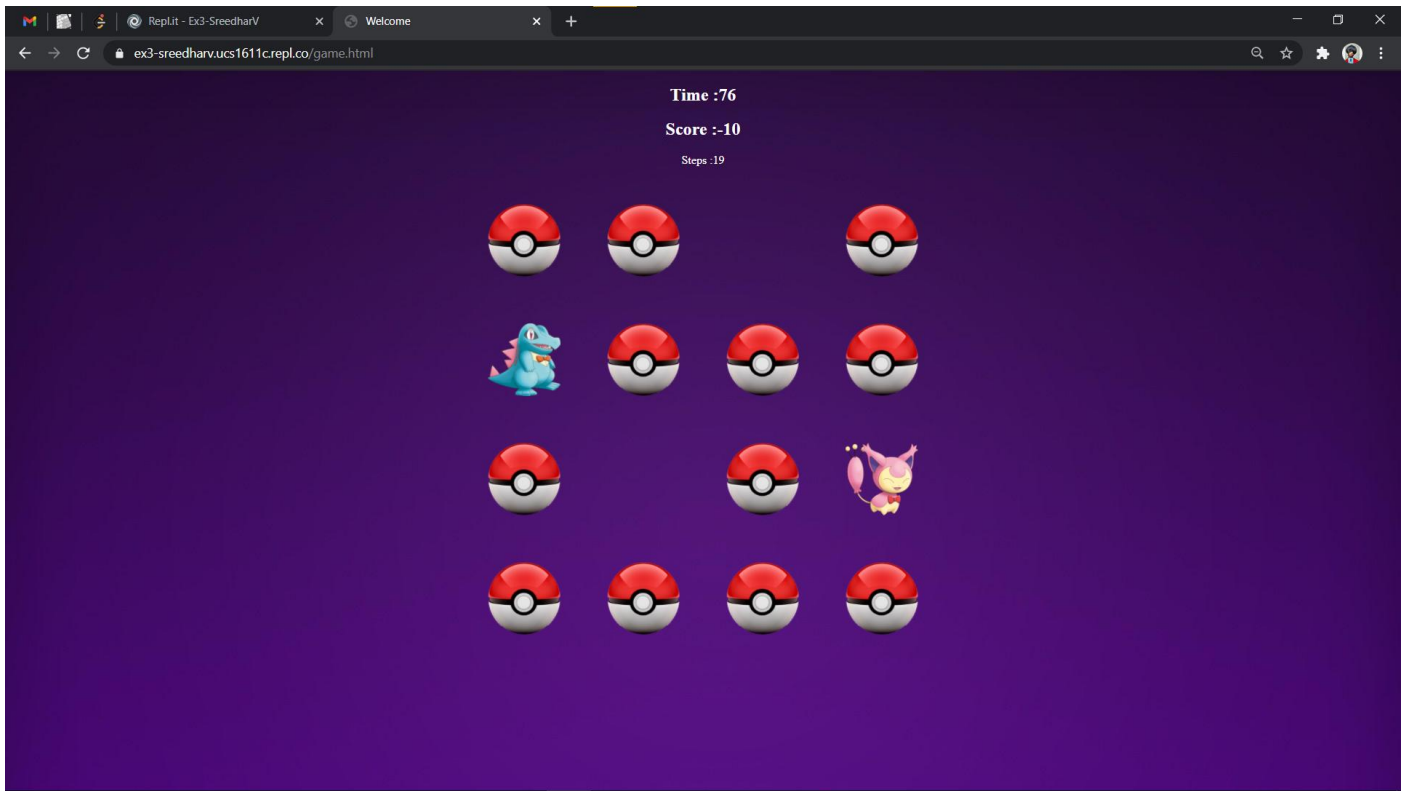 Repl.it - Ex3-SreedharV
Welcome
ex3-sreedharv.ucs1611c.repl.co/game.html
Time :76
Score :-10
Steps :19